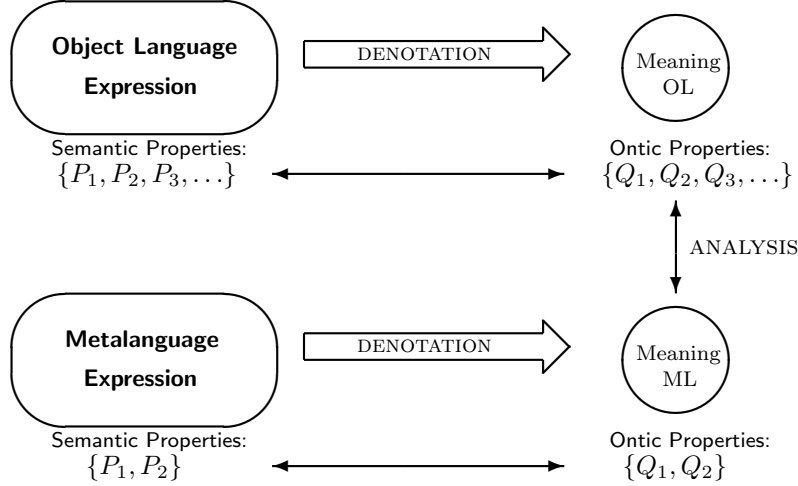 Object Language
Expression
DENOTATION
Meaning
OL
Semantic Properties:
{P₁, P₂, P₃, . . .}
Ontic Properties:
{Q₁, Q₂, Q₃, . . .}
ANALYSIS
Metalanguage
Expression
DENOTATION
Meaning
ML
Semantic Properties:
{P₁, P₂}
Ontic Properties:
{Q₁, Q₂}